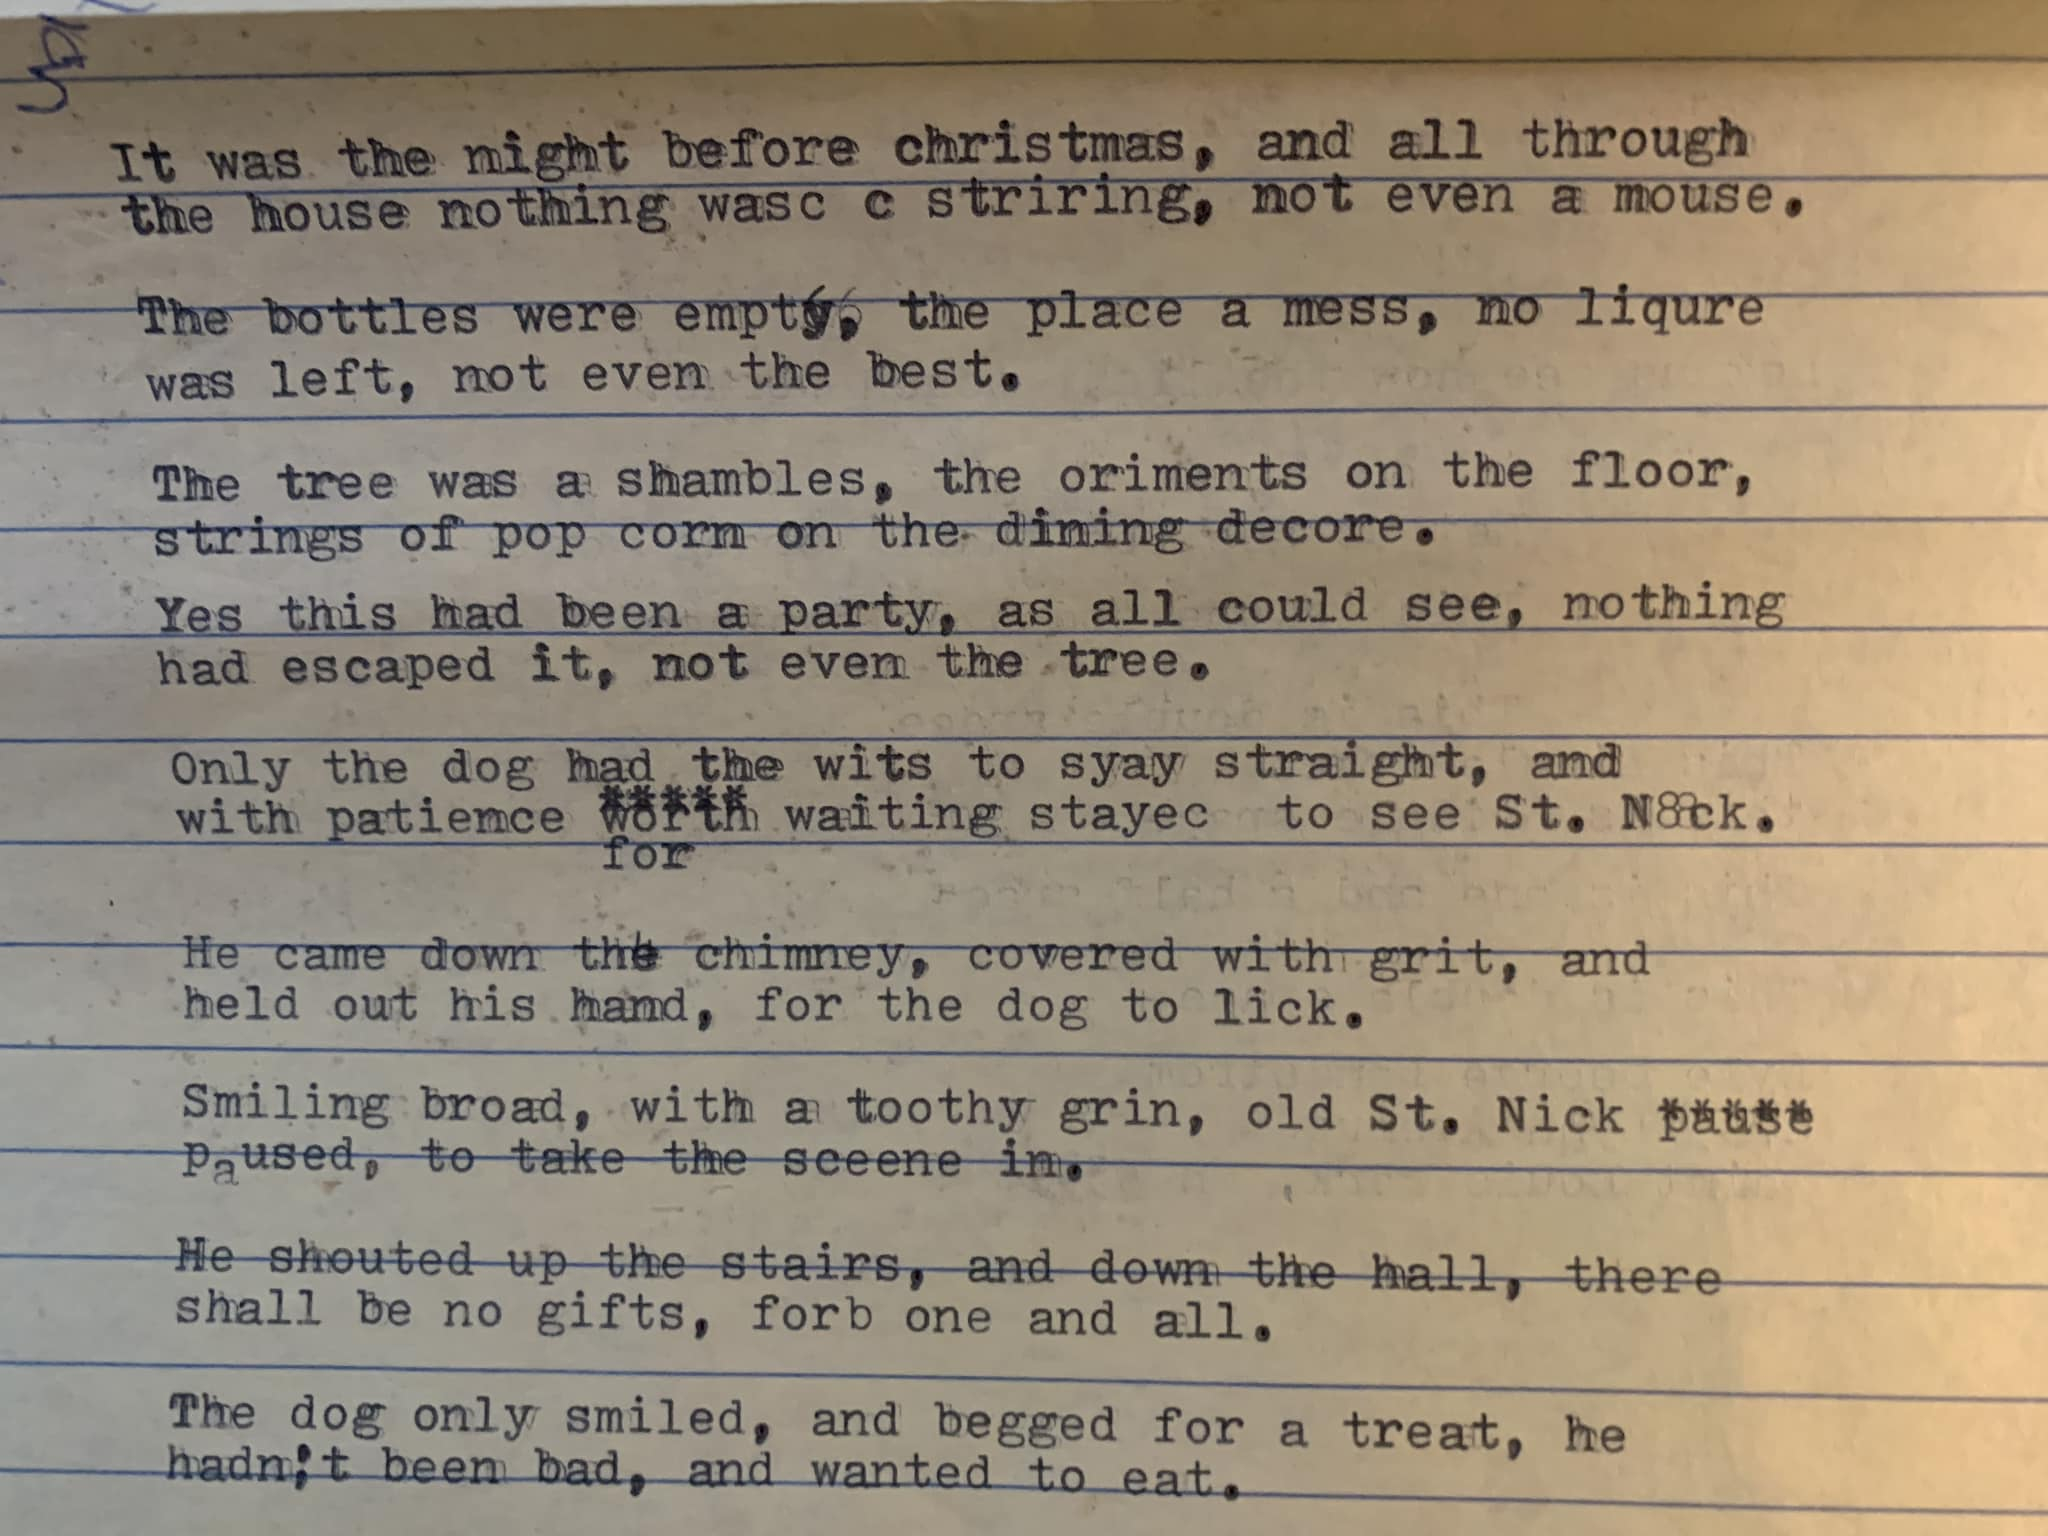 It was the night before christmas, and all through
the house nothing wasc c striring, not even a mouse.
The bottles were empty, the place a mess, no liqure
was left, not even the best.
The tree was a shambles, the oriments on the floor,
strings of pop corn on the dining decore.
Yes this had been a party, as all could see, nothing
had escaped it, not even the tree.
Only the dog had the wits to syay straight, and
with patience worth waiting stayec to see St. N8ck.
for
He came down the chimney, covered with grit, and
held out his hand, for the dog to lick.
Smiling broad, with a toothy grin, old St. Nick pause
paused, to take the sceene in.
He shouted up the stairs, and down the hall, there
shall be no gifts, forb one and all.
The dog only smiled, and begged for a treat, he
hadn;t been bad, and wanted to eat.